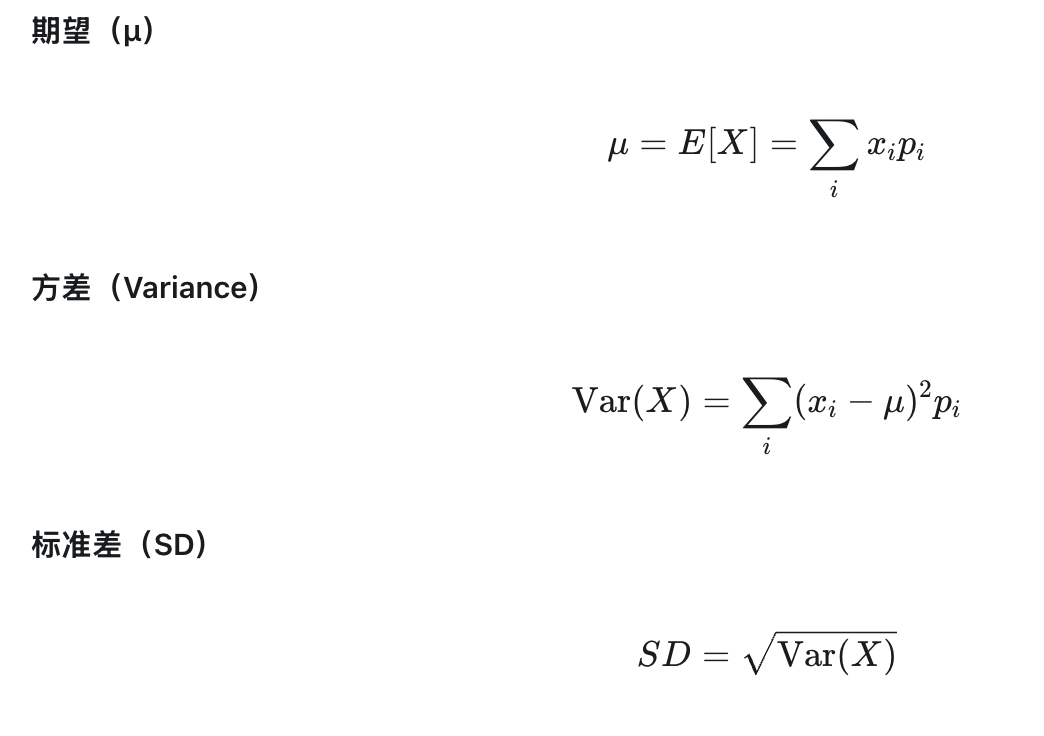 期望（μ）
μ = E[X] = ∑_i x_i p_i
方差（Variance）
Var(X) = ∑_i (x_i − μ)² p_i
标准差（SD）
SD = √Var(X)